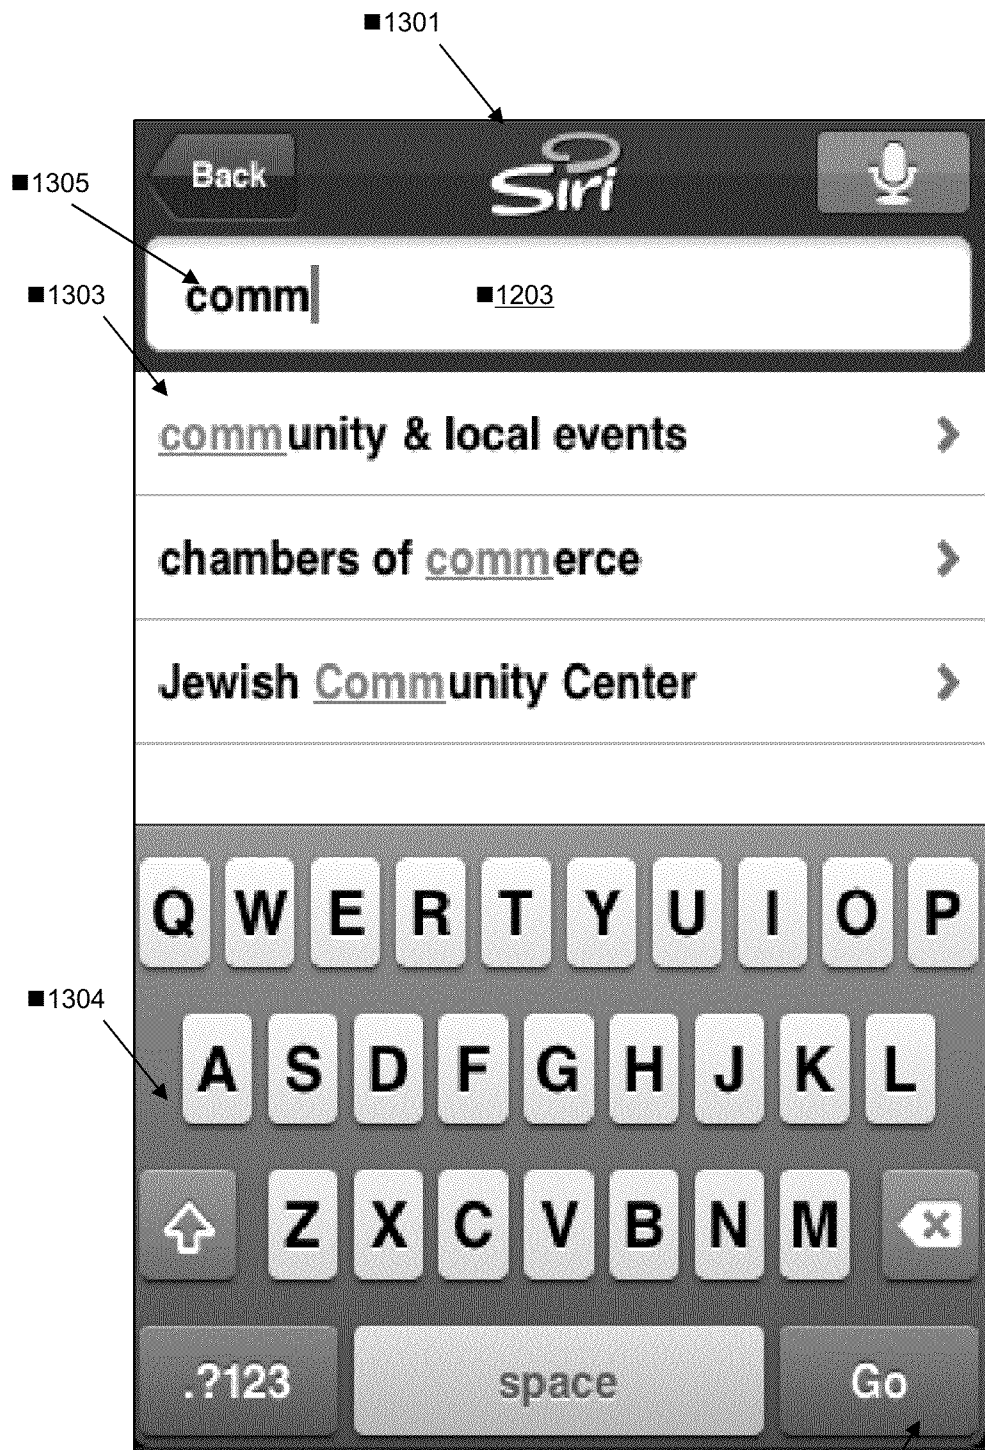 ■1301
Back
Siri
■1305
comm
■1203
■1303
community & local events
chambers of commerce
Jewish Community Center
Q W E R T Y U I O P
■1304
A S D F G H J K L
Z X C V B N M
.?123
space
Go